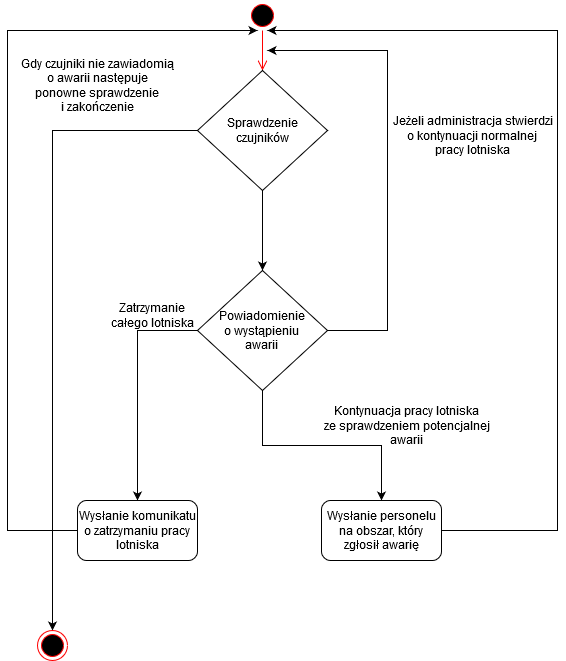 Gdy czujniki nie zawiadomią
o awarii następuje
ponowne sprawdzenie
i zakończenie
Sprawdzenie
czujników
Jeżeli administracja stwierdzi
o kontynuacji normalnej
pracy lotniska
Zatrzymanie
całego lotniska
Powiadomienie
o wystąpieniu
awarii
Kontynuacja pracy lotniska
ze sprawdzeniem potencjalnej
awarii
Wysłanie komunikatu
o zatrzymaniu pracy
lotniska
Wysłanie personelu
na obszar, który
zgłosił awarię